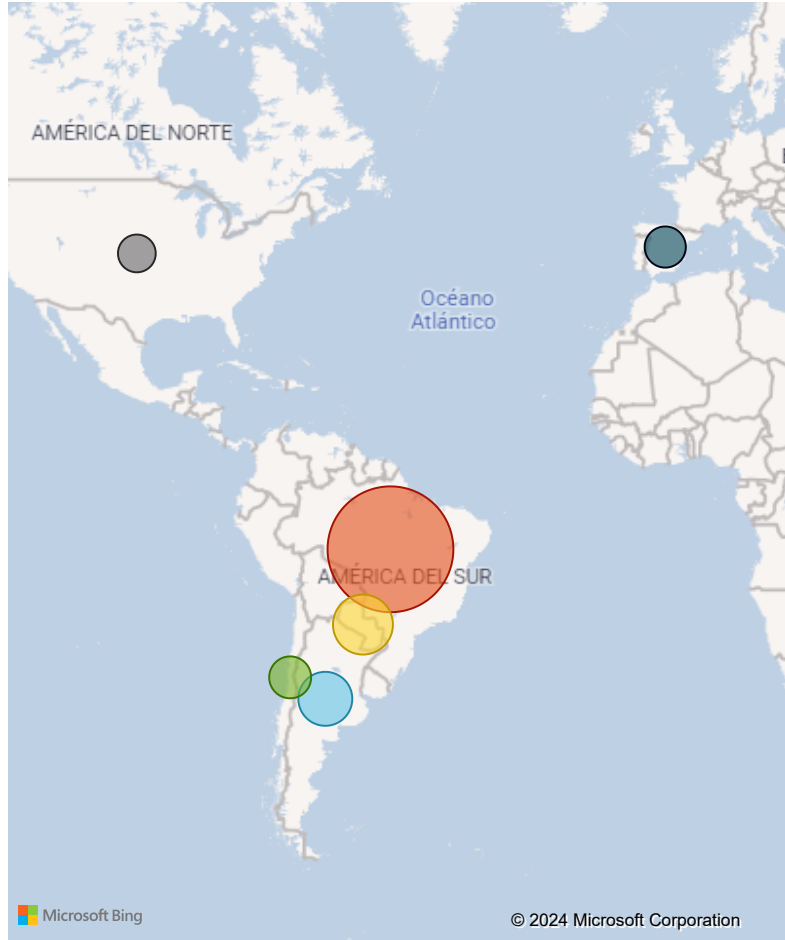 AMÉRICA DEL NORTE
Océano
Atlántico
AMÉRICA DEL SUR
Microsoft Bing
© 2024 Microsoft Corporation